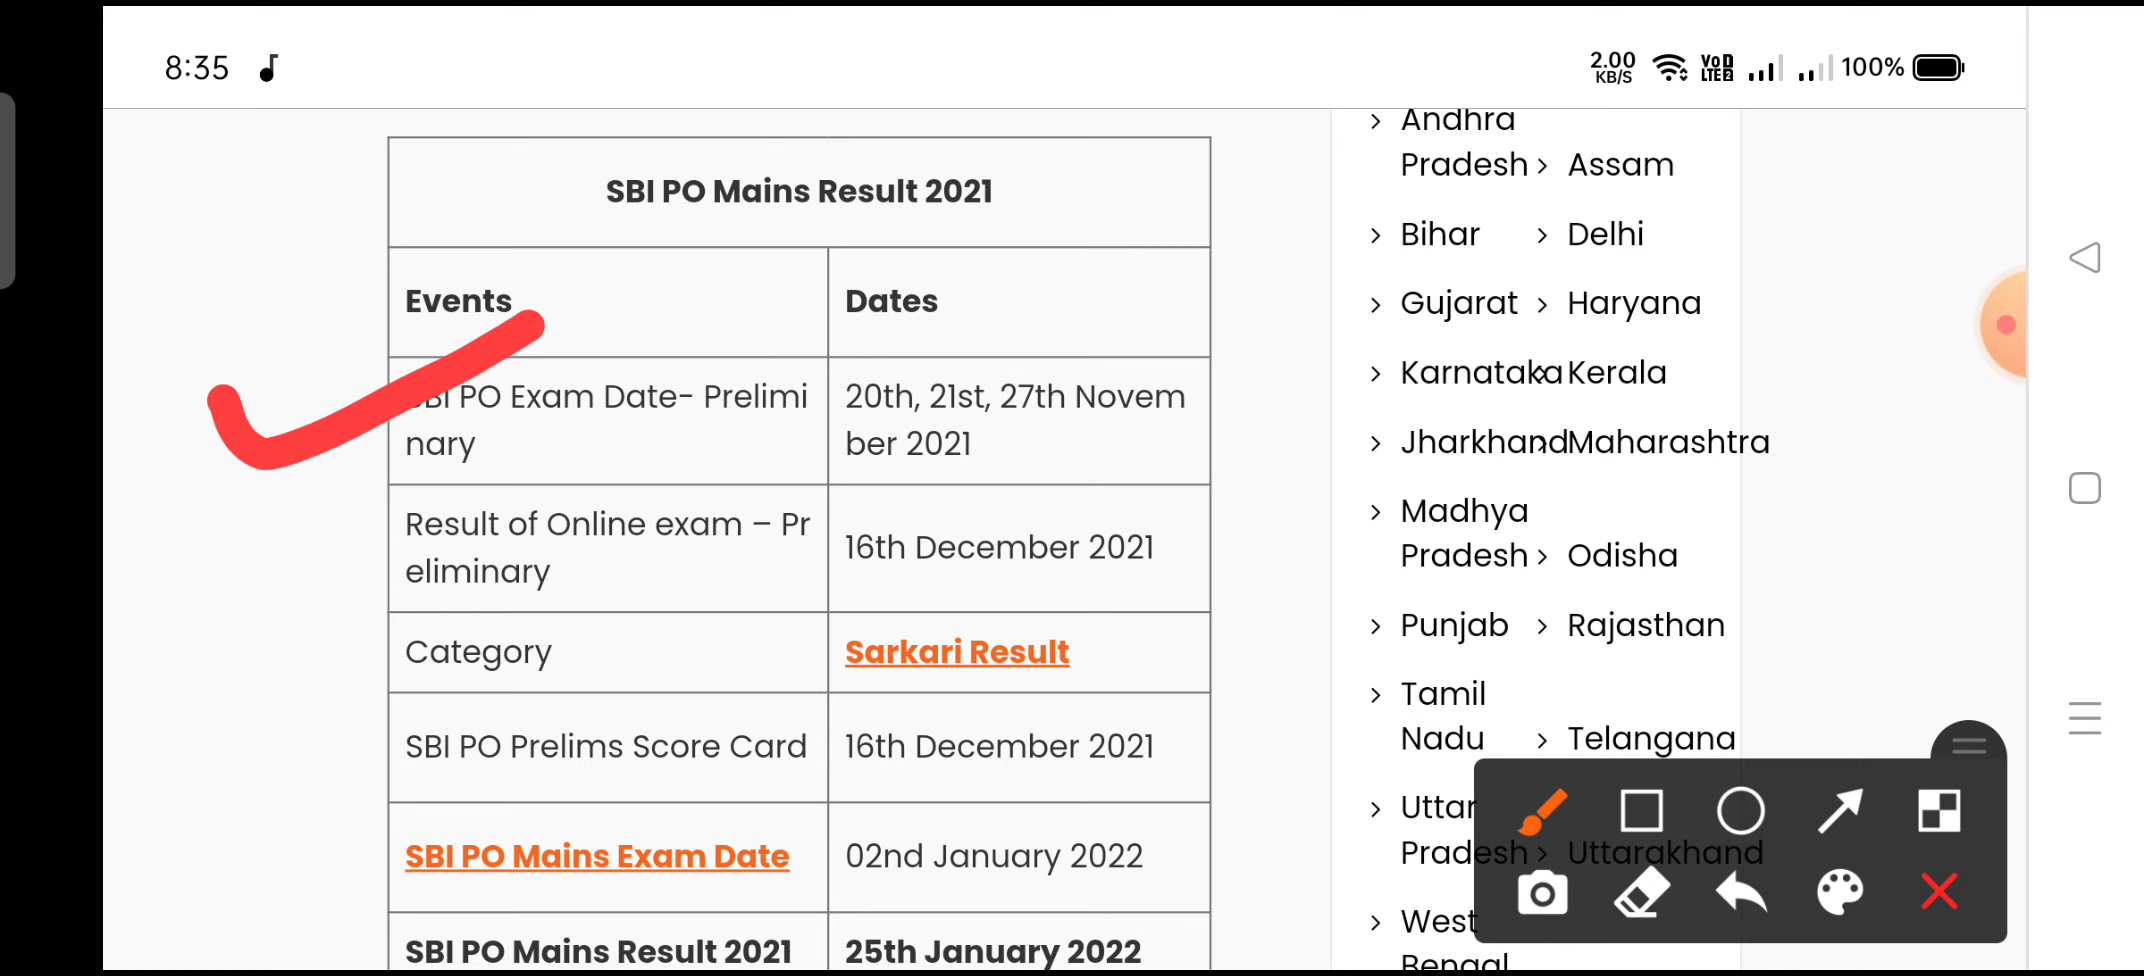 8:35
2.00 KB/S VoD LTE2 100%
SBI PO Mains Result 2021
Events
Dates
SBI PO Exam Date- Prelimi
nary
20th, 21st, 27th Novem
ber 2021
Result of Online exam – Pr
eliminary
16th December 2021
Category
Sarkari Result
SBI PO Prelims Score Card
16th December 2021
SBI PO Mains Exam Date
02nd January 2022
SBI PO Mains Result 2021
25th January 2022
Andhra
Pradesh > Assam
> Bihar > Delhi
> Gujarat > Haryana
> Karnataka > Kerala
> Jharkhand > Maharashtra
> Madhya
Pradesh > Odisha
> Punjab > Rajasthan
> Tamil
Nadu > Telangana
> Uttar
Pradesh > Uttarakhand
> West
Bengal